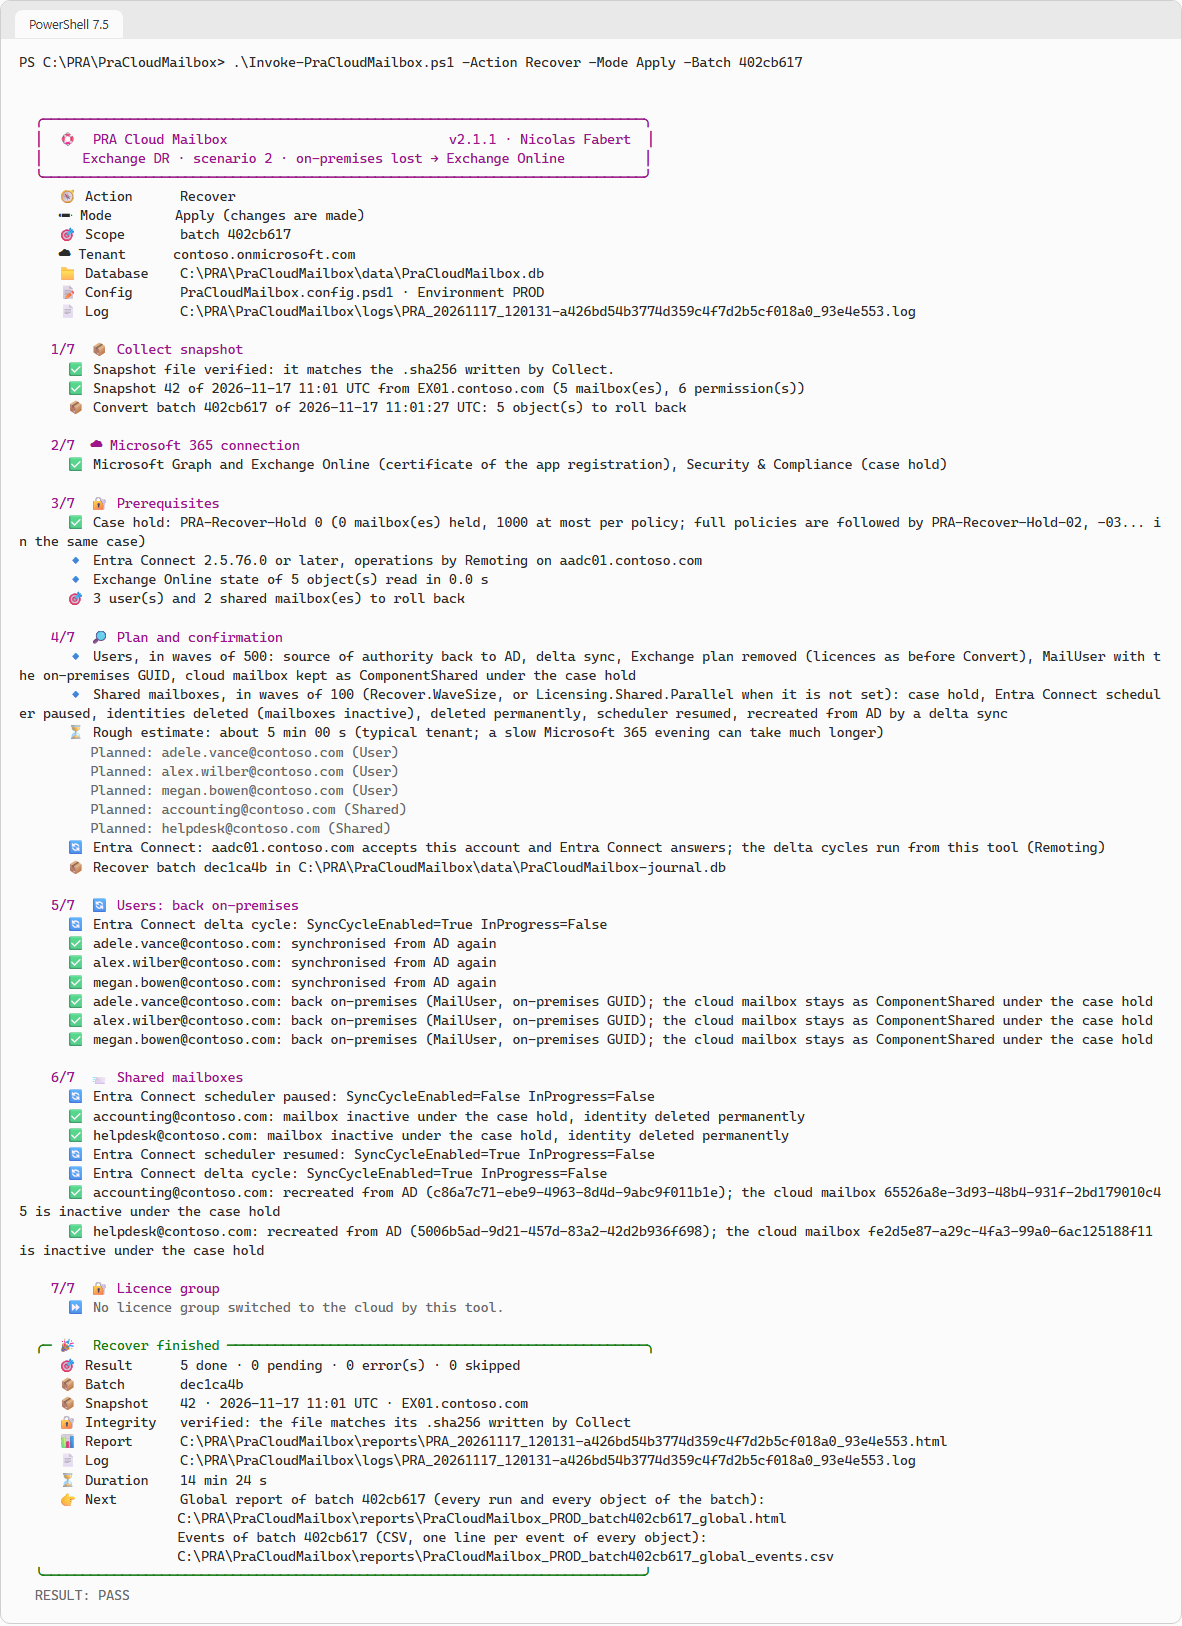 PowerShell 7.5
PS C:\PRA\PraCloudMailbox> .\Invoke-PraCloudMailbox.ps1 -Action Recover -Mode Apply -Batch 402cb617
PRA Cloud Mailbox v2.1.1 · Nicolas Fabert
Exchange DR · scenario 2 · on-premises lost → Exchange Online
Action Recover
Mode Apply (changes are made)
Scope batch 402cb617
Tenant contoso.onmicrosoft.com
Database C:\PRA\PraCloudMailbox\data\PraCloudMailbox.db
Config PraCloudMailbox.config.psd1 · Environment PROD
Log C:\PRA\PraCloudMailbox\logs\PRA_20261117_120131-a426bd54b3774d359c4f7d2b5cf018a0_93e4e553.log
1/7 Collect snapshot
Snapshot file verified: it matches the .sha256 written by Collect.
Snapshot 42 of 2026-11-17 11:01 UTC from EX01.contoso.com (5 mailbox(es), 6 permission(s))
Convert batch 402cb617 of 2026-11-17 11:01:27 UTC: 5 object(s) to roll back
2/7 Microsoft 365 connection
Microsoft Graph and Exchange Online (certificate of the app registration), Security & Compliance (case hold)
3/7 Prerequisites
Case hold: PRA-Recover-Hold 0 (0 mailbox(es) held, 1000 at most per policy; full policies are followed by PRA-Recover-Hold-02, -03... i
n the same case)
Entra Connect 2.5.76.0 or later, operations by Remoting on aadc01.contoso.com
Exchange Online state of 5 object(s) read in 0.0 s
3 user(s) and 2 shared mailbox(es) to roll back
4/7 Plan and confirmation
Users, in waves of 500: source of authority back to AD, delta sync, Exchange plan removed (licences as before Convert), MailUser with t
he on-premises GUID, cloud mailbox kept as ComponentShared under the case hold
Shared mailboxes, in waves of 100 (Recover.WaveSize, or Licensing.Shared.Parallel when it is not set): case hold, Entra Connect schedul
er paused, identities deleted (mailboxes inactive), deleted permanently, scheduler resumed, recreated from AD by a delta sync
Rough estimate: about 5 min 00 s (typical tenant; a slow Microsoft 365 evening can take much longer)
Planned: adele.vance@contoso.com (User)
Planned: alex.wilber@contoso.com (User)
Planned: megan.bowen@contoso.com (User)
Planned: accounting@contoso.com (Shared)
Planned: helpdesk@contoso.com (Shared)
Entra Connect: aadc01.contoso.com accepts this account and Entra Connect answers; the delta cycles run from this tool (Remoting)
Recover batch dec1ca4b in C:\PRA\PraCloudMailbox\data\PraCloudMailbox-journal.db
5/7 Users: back on-premises
Entra Connect delta cycle: SyncCycleEnabled=True InProgress=False
adele.vance@contoso.com: synchronised from AD again
alex.wilber@contoso.com: synchronised from AD again
megan.bowen@contoso.com: synchronised from AD again
adele.vance@contoso.com: back on-premises (MailUser, on-premises GUID); the cloud mailbox stays as ComponentShared under the case hold
alex.wilber@contoso.com: back on-premises (MailUser, on-premises GUID); the cloud mailbox stays as ComponentShared under the case hold
megan.bowen@contoso.com: back on-premises (MailUser, on-premises GUID); the cloud mailbox stays as ComponentShared under the case hold
6/7 Shared mailboxes
Entra Connect scheduler paused: SyncCycleEnabled=False InProgress=False
accounting@contoso.com: mailbox inactive under the case hold, identity deleted permanently
helpdesk@contoso.com: mailbox inactive under the case hold, identity deleted permanently
Entra Connect scheduler resumed: SyncCycleEnabled=True InProgress=False
Entra Connect delta cycle: SyncCycleEnabled=True InProgress=False
accounting@contoso.com: recreated from AD (c86a7c71-ebe9-4963-8d4d-9abc9f011b1e); the cloud mailbox 65526a8e-3d93-48b4-931f-2bd179010c4
5 is inactive under the case hold
helpdesk@contoso.com: recreated from AD (5006b5ad-9d21-457d-83a2-42d2b936f698); the cloud mailbox fe2d5e87-a29c-4fa3-99a0-6ac125188f11
is inactive under the case hold
7/7 Licence group
No licence group switched to the cloud by this tool.
Recover finished
Result 5 done · 0 pending · 0 error(s) · 0 skipped
Batch dec1ca4b
Snapshot 42 · 2026-11-17 11:01 UTC · EX01.contoso.com
Integrity verified: the file matches its .sha256 written by Collect
Report C:\PRA\PraCloudMailbox\reports\PRA_20261117_120131-a426bd54b3774d359c4f7d2b5cf018a0_93e4e553.html
Log C:\PRA\PraCloudMailbox\logs\PRA_20261117_120131-a426bd54b3774d359c4f7d2b5cf018a0_93e4e553.log
Duration 14 min 24 s
Next Global report of batch 402cb617 (every run and every object of the batch):
C:\PRA\PraCloudMailbox\reports\PraCloudMailbox_PROD_batch402cb617_global.html
Events of batch 402cb617 (CSV, one line per event of every object):
C:\PRA\PraCloudMailbox\reports\PraCloudMailbox_PROD_batch402cb617_global_events.csv
RESULT: PASS